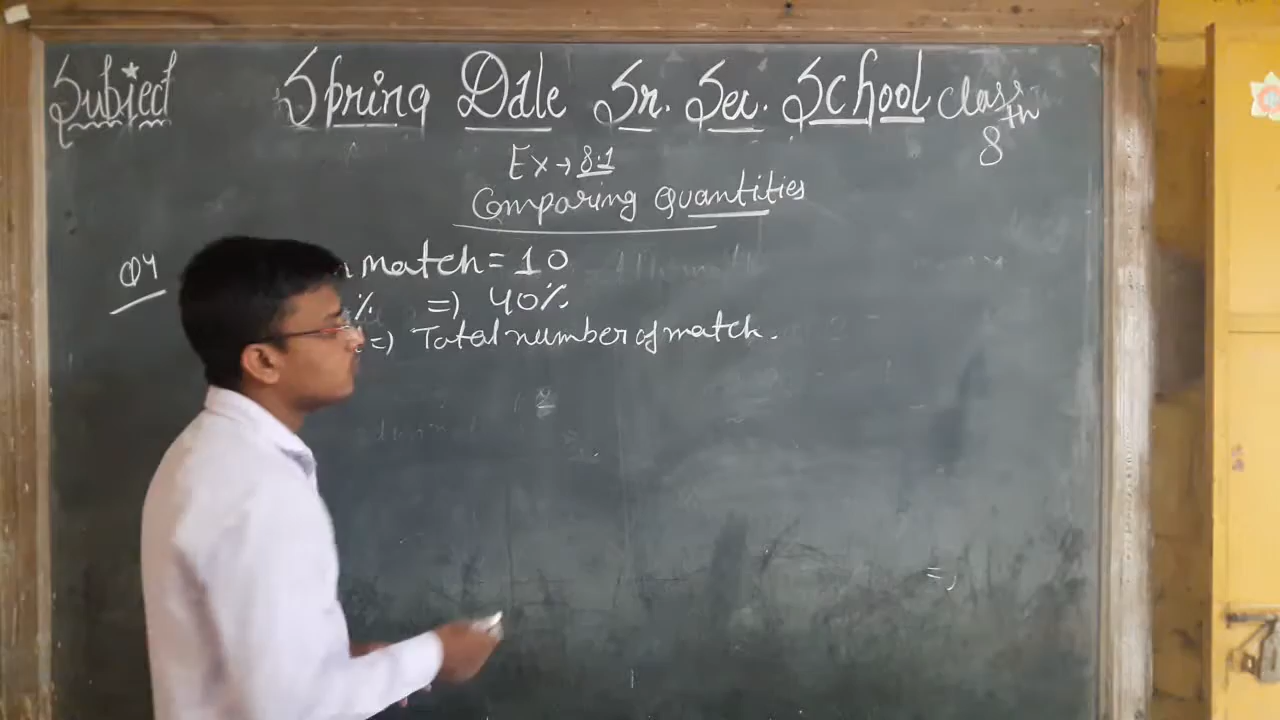 Subject Spring Dale Sr. Sec. School Class 8th
Ex → 8.1
Comparing Quantities
Q4 match = 10
% => 40%
=> Total number of match.
=,